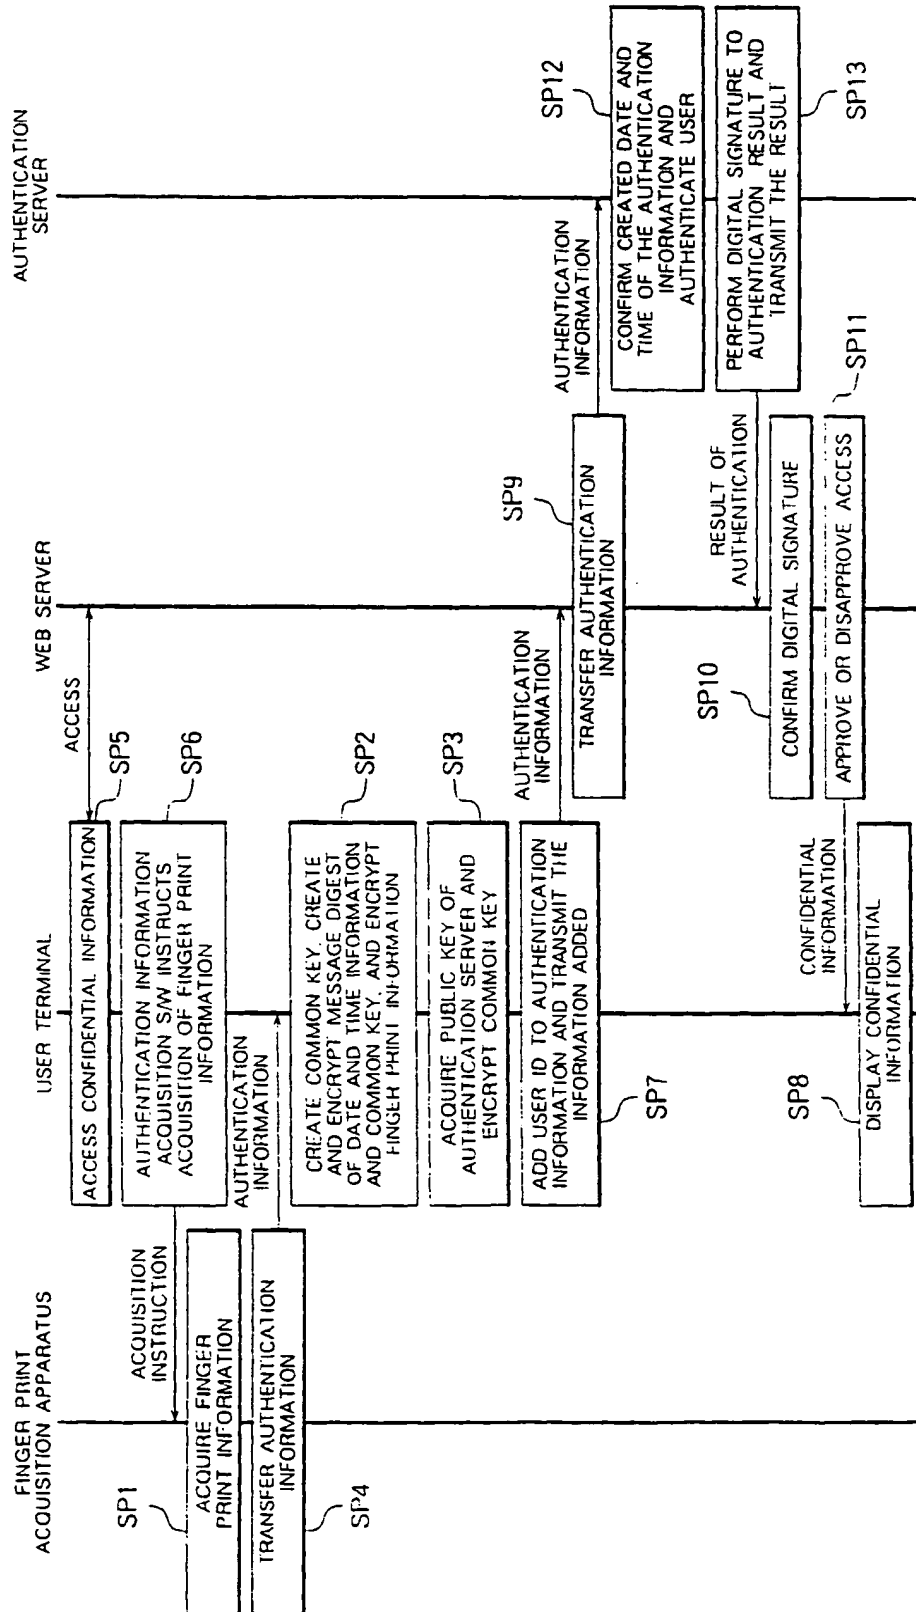 FINGER PRINT
ACQUISITION APPARATUS
USER TERMINAL
WEB SERVER
AUTHENTICATION
SERVER
ACCESS
ACCESS CONFIDENTIAL INFORMATION
SP5
AUTHENTICATION INFORMATION
ACQUISITION S/W INSTRUCTS
ACQUISITION OF FINGER PRINT
INFORMATION
SP6
ACQUISITION
INSTRUCTION
SP1
ACQUIRE FINGER
PRINT INFORMATION
TRANSFER AUTHENTICATION
INFORMATION
SP4
AUTHENTICATION
INFORMATION
CREATE COMMON KEY, CREATE
AND ENCRYPT MESSAGE DIGEST
OF DATE AND TIME INFORMATION
AND COMMON KEY, AND ENCRYPT
FINGER PRINT INFORMATION
SP2
ACQUIRE PUBLIC KEY OF
AUTHENTICATION SERVER AND
ENCRYPT COMMON KEY
SP3
ADD USER ID TO AUTHENTICATION
INFORMATION AND TRANSMIT THE
INFORMATION ADDED
SP7
AUTHENTICATION
INFORMATION
TRANSFER AUTHENTICATION
INFORMATION
SP9
AUTHENTICATION
INFORMATION
CONFIRM CREATED DATE AND
TIME OF THE AUTHENTICATION
INFORMATION AND
AUTHENTICATE USER
SP12
PERFORM DIGITAL SIGNATURE TO
AUTHENTICATION RESULT AND
TRANSMIT THE RESULT
SP13
RESULT OF
AUTHENTICATION
SP10
CONFIRM DIGITAL SIGNATURE
APPROVE OR DISAPPROVE ACCESS
SP11
CONFIDENTIAL
INFORMATION
SP8
DISPLAY CONFIDENTIAL
INFORMATION